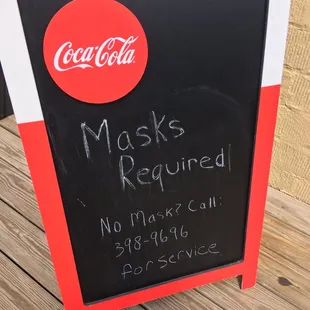 Coca-Cola
Masks
Required
No Mask? Call:
398-9696
for service